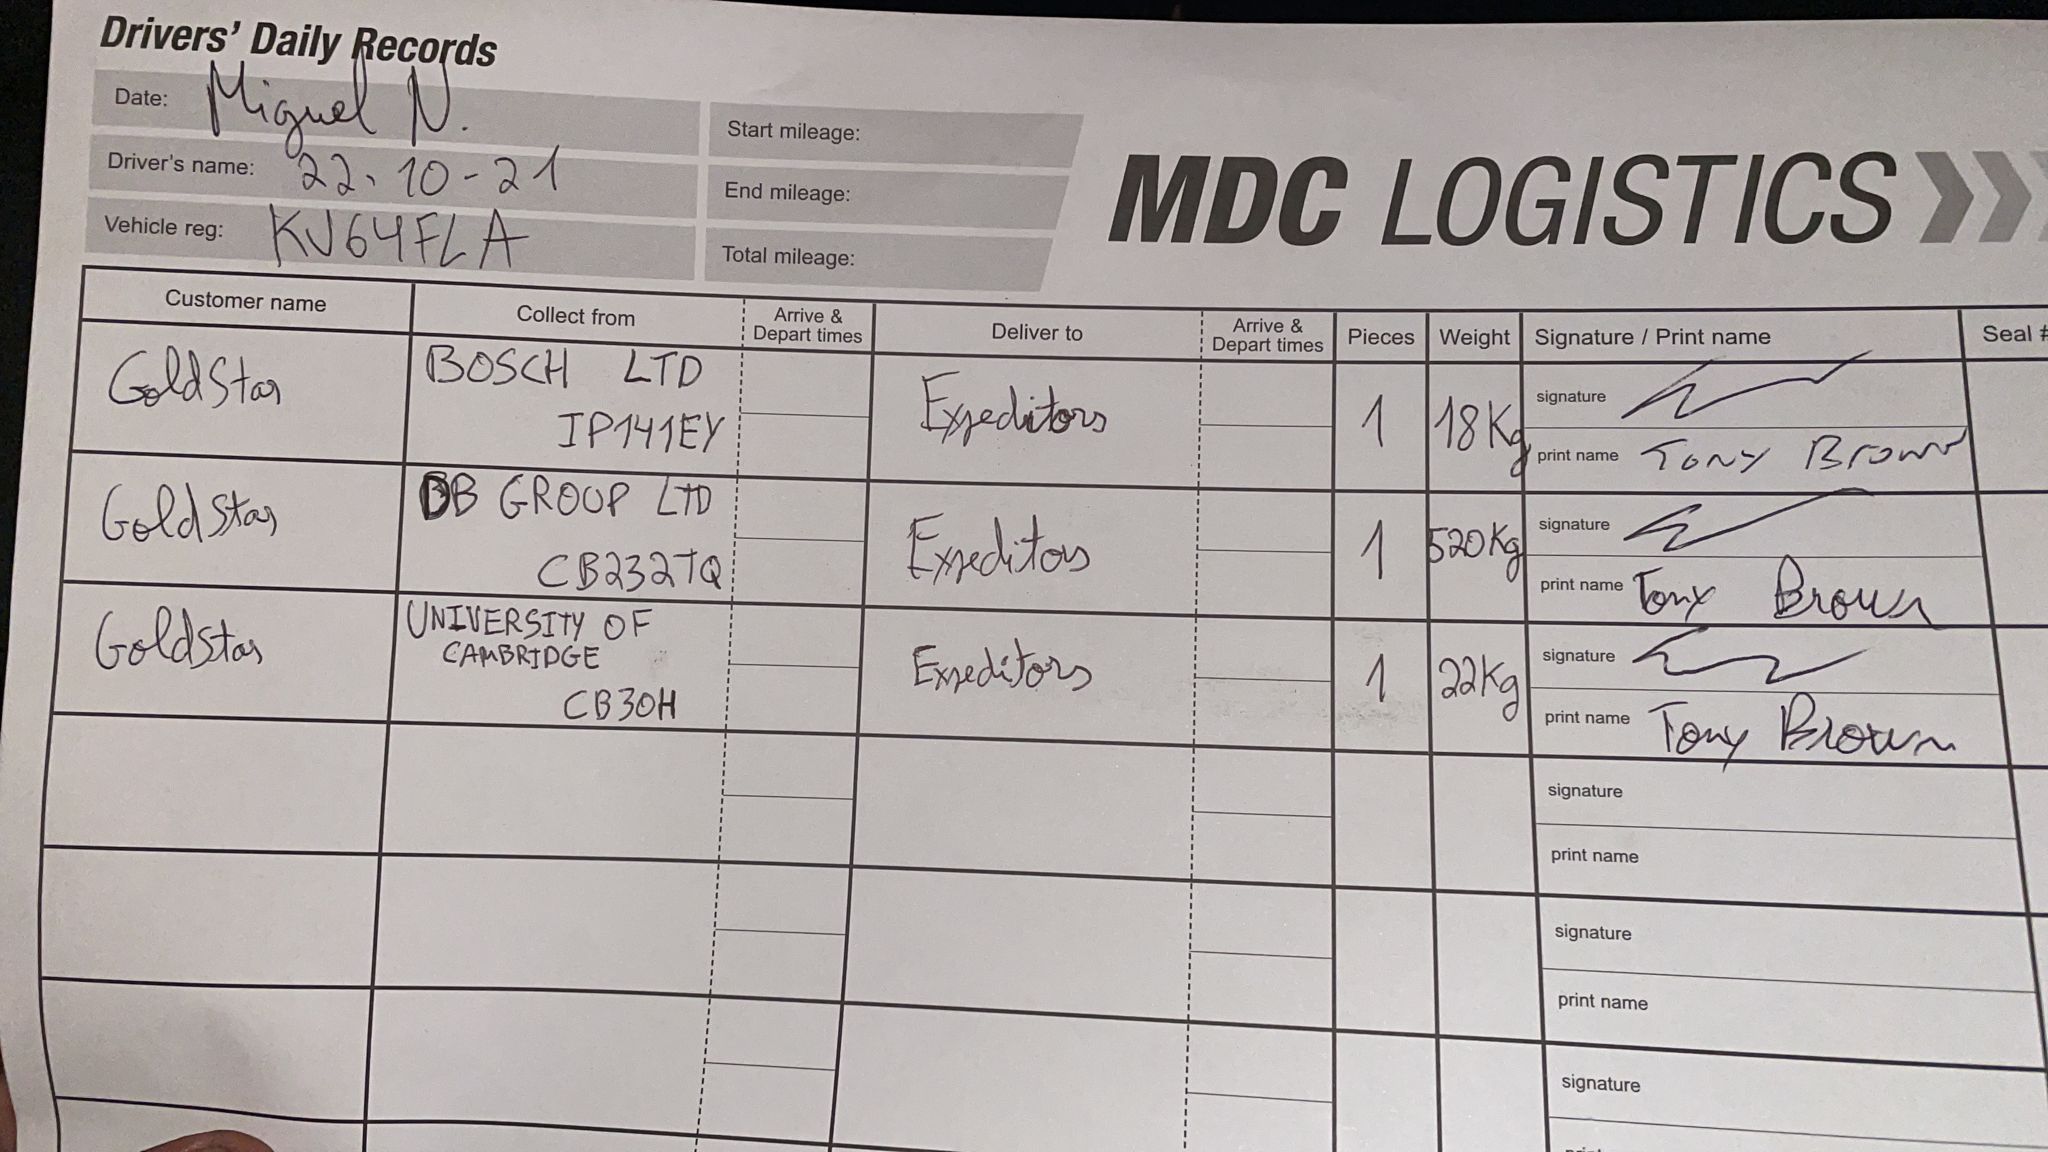 Drivers' Daily Records
Date: Miguel N.
Driver's name: 22.10-21
Vehicle reg: KV64FLA
Start mileage:
End mileage:
Total mileage:
MDC LOGISTICS
Customer name Collect from Arrive & Depart times Deliver to Arrive & Depart times Pieces Weight Signature / Print name Seal #
GoldStar BOSCH LTD Expeditors 1 18Kg signature
IP141EY print name Tony Brown
GoldStar BB GROUP LTD Expeditors 1 520Kg signature
CB232TQ print name Tony Brown
GoldStar UNIVERSITY OF Expeditors 1 22Kg signature
CAMBRIDGE
CB30H print name Tony Brown
signature
print name
signature
print name
signature